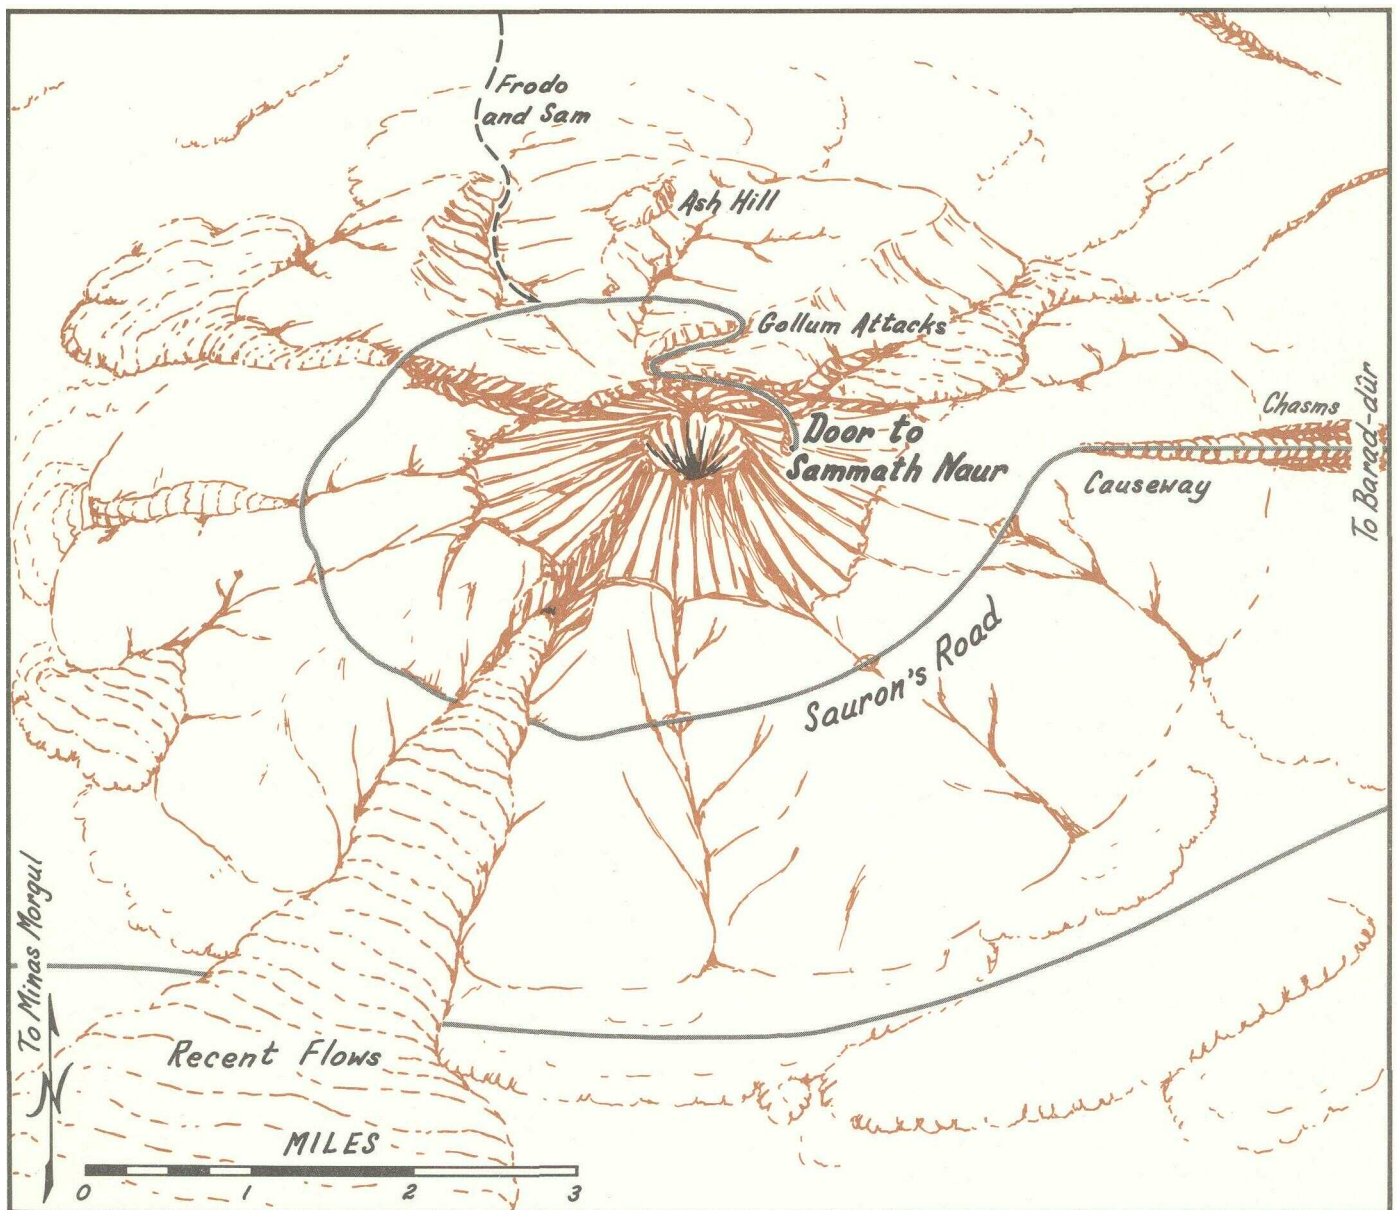 Frodo
and Sam
Ash Hill
Gollum Attacks
Chasms
Door to
Sammath Naur
Causeway
To Barad-dûr
Sauron's Road
To Minas Morgul
Recent Flows
N
MILES
0 1 2 3